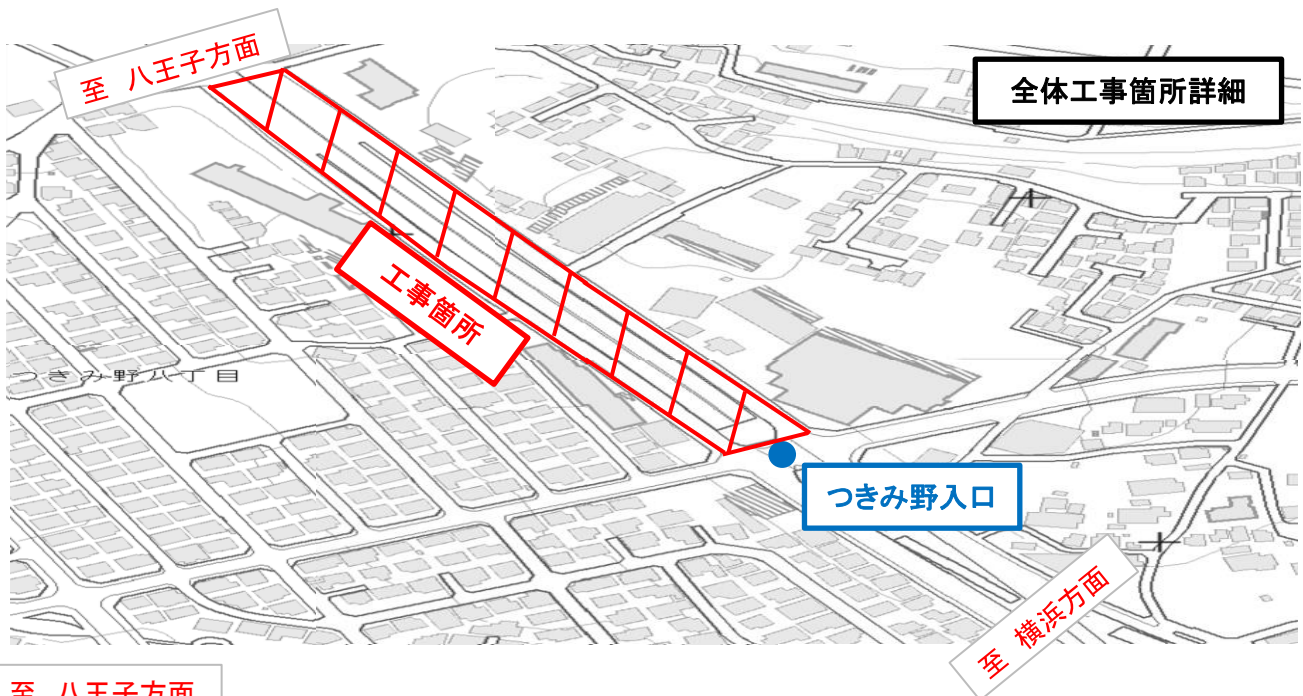 至 八王子方面
全体工事箇所詳細
工事箇所
つきみ野八丁目
つきみ野入口
至 横浜方面
至 八王子方面